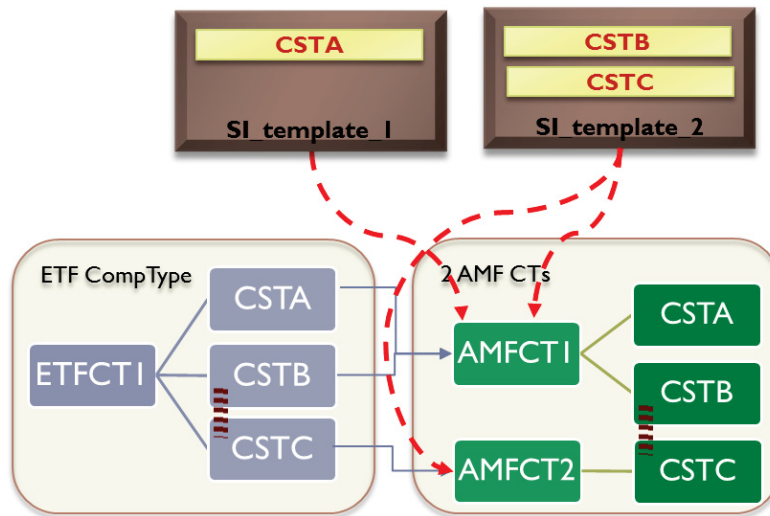 CSTA
SI_template_1
CSTB
CSTC
SI_template_2
ETF CompType
ETFCT1
CSTA
CSTB
CSTC
2 AMF CTs
AMFCT1
AMFCT2
CSTA
CSTB
CSTC